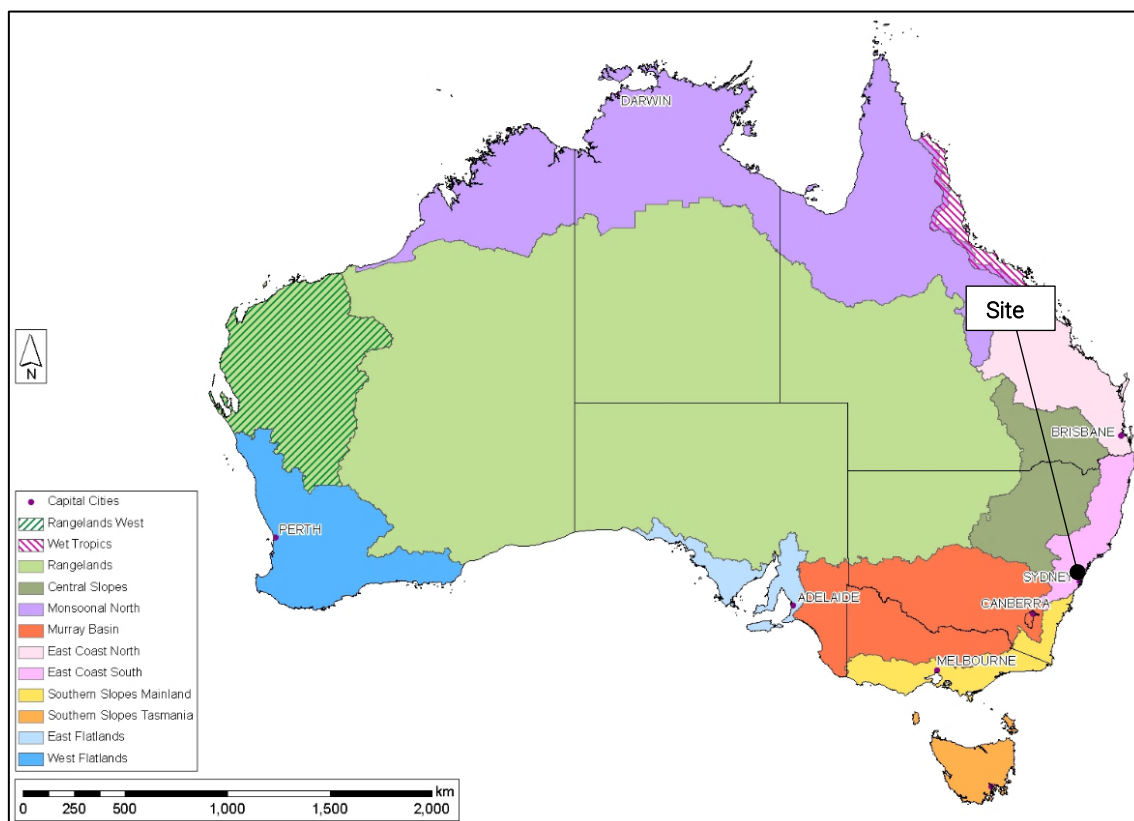 DARWIN
Site
BRISBANE
PERTH
SYDNEY
ADELAIDE
CANBERRA
MELBOURNE
N
Capital Cities
Rangelands West
Wet Tropics
Rangelands
Central Slopes
Monsoonal North
Murray Basin
East Coast North
East Coast South
Southern Slopes Mainland
Southern Slopes Tasmania
East Flatlands
West Flatlands
km
0 250 500 1,000 1,500 2,000